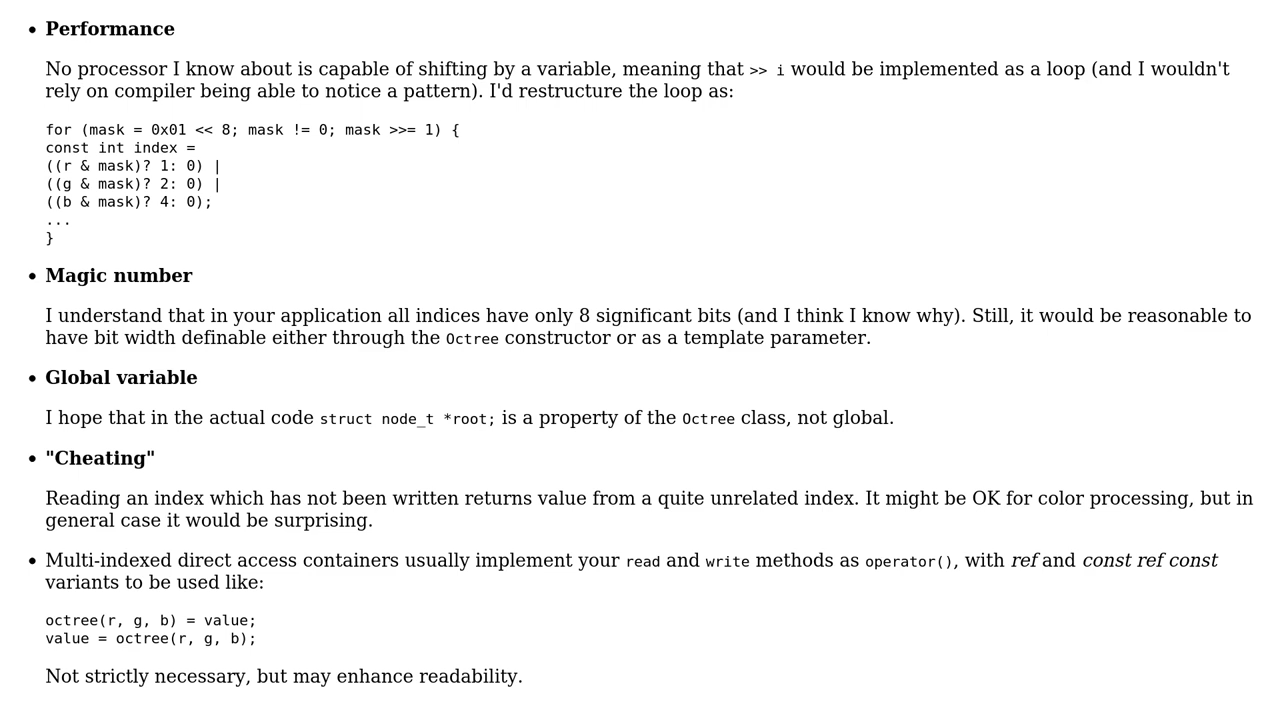 • Performance
No processor I know about is capable of shifting by a variable, meaning that >> i would be implemented as a loop (and I wouldn't
rely on compiler being able to notice a pattern). I'd restructure the loop as:
for (mask = 0x01 << 8; mask != 0; mask >>= 1) {
const int index =
((r & mask)? 1: 0) |
((g & mask)? 2: 0) |
((b & mask)? 4: 0);
...
}
• Magic number
I understand that in your application all indices have only 8 significant bits (and I think I know why). Still, it would be reasonable to
have bit width definable either through the Octree constructor or as a template parameter.
• Global variable
I hope that in the actual code struct node_t *root; is a property of the Octree class, not global.
• "Cheating"
Reading an index which has not been written returns value from a quite unrelated index. It might be OK for color processing, but in
general case it would be surprising.
• Multi-indexed direct access containers usually implement your read and write methods as operator(), with ref and const ref const
variants to be used like:
octree(r, g, b) = value;
value = octree(r, g, b);
Not strictly necessary, but may enhance readability.